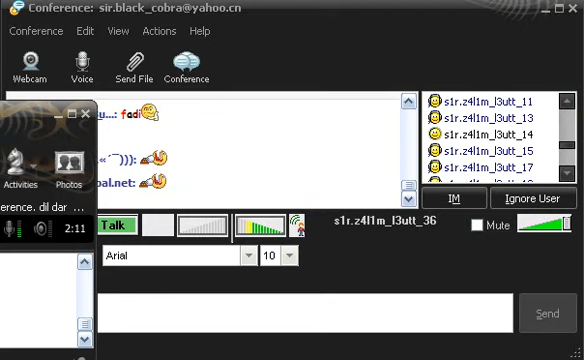 Conference: sir.black_cobra@yahoo.cn
Conference Edit View Actions Help
Webcam Voice Send File Conference
u...: fadi
«´¯))):
bal.net:
s1r.z4l1m_l3utt_11
s1r.z4l1m_l3utt_13
s1r.z4l1m_l3utt_14
s1r.z4l1m_l3utt_15
s1r.z4l1m_l3utt_17
IM Ignore User
Activities Photos
erence. dil dar ...
2:11
Talk
s1r.z4l1m_l3utt_36
Mute
Arial 10
Send